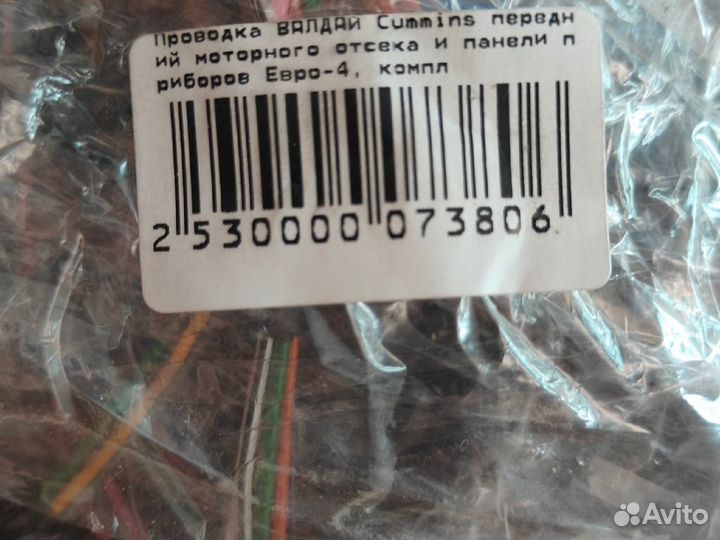 Проводка ВАЛДАЙ Cummins передн
ий моторного отсека и панели п
риборов Евро-4, компл
2 530000 073806
Avito